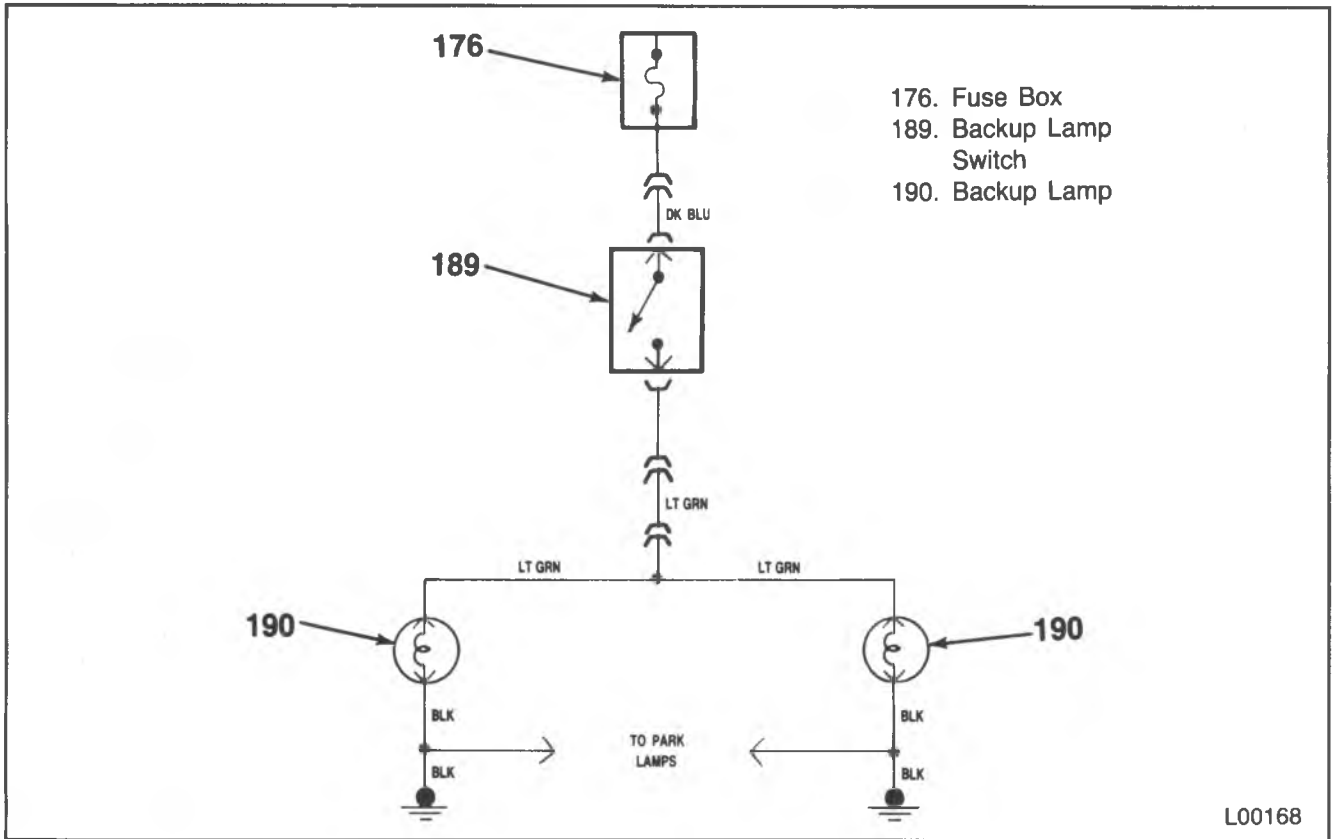 176
176. Fuse Box
189. Backup Lamp
Switch
190. Backup Lamp
DK BLU
189
LT GRN
LT GRN
LT GRN
190
190
BLK
BLK
TO PARK
LAMPS
BLK
BLK
L00168